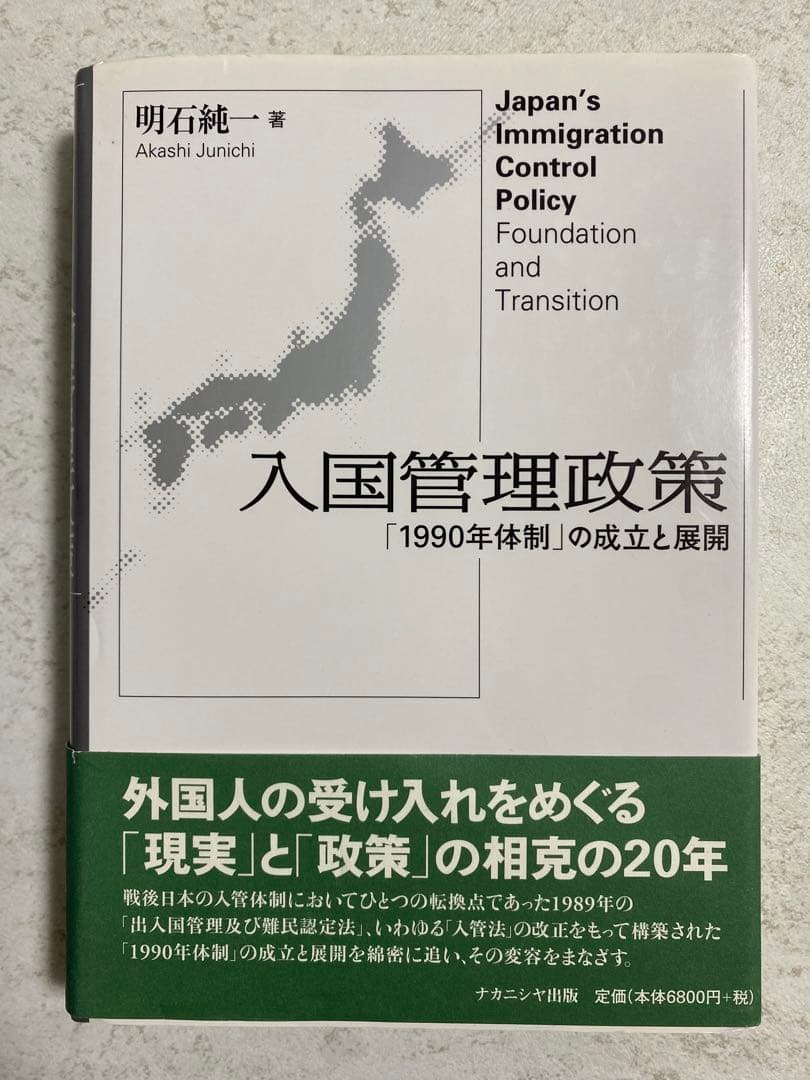 明石純一 著
Akashi Junichi
Japan's
Immigration
Control
Policy
Foundation
and
Transition
入国管理政策
「1990年体制」の成立と展開
外国人の受け入れをめぐる
「現実」と「政策」の相克の20年
戦後日本の入管体制においてひとつの転換点であった1989年の
「出入国管理及び難民認定法」、いわゆる「入管法」の改正をもって構築された
「1990年体制」の成立と展開を綿密に追い、その変容をまなざす。
ナカニシヤ出版 定価(本体6800円+税)